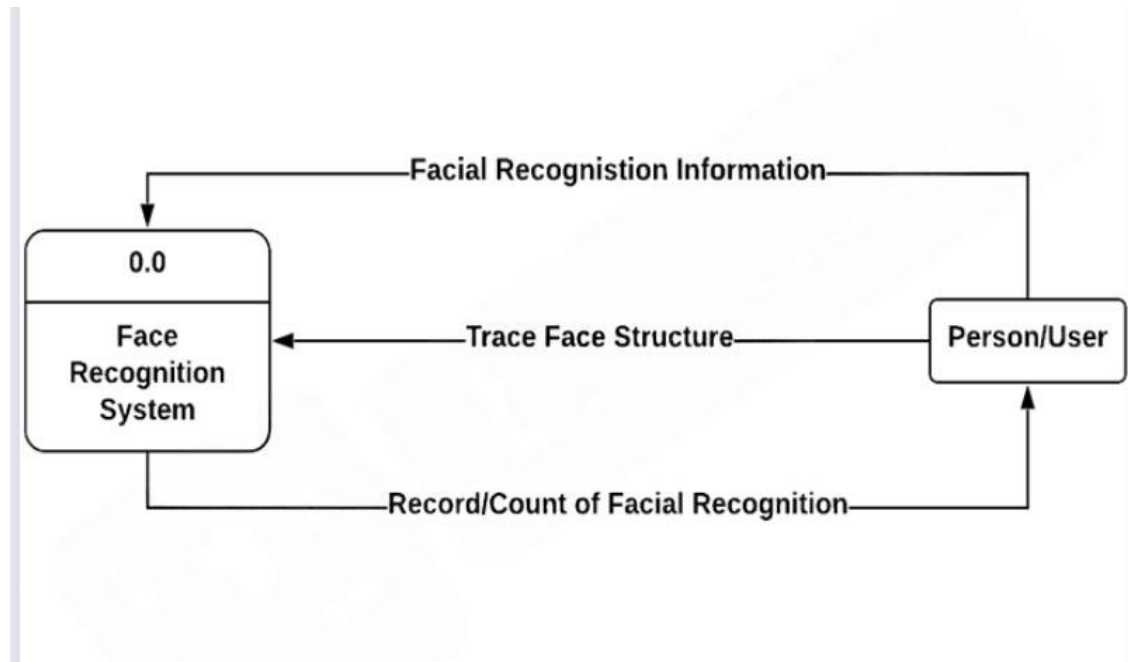 Facial Recognistion Information
0.0
Face
Recognition
System
Trace Face Structure
Person/User
Record/Count of Facial Recognition